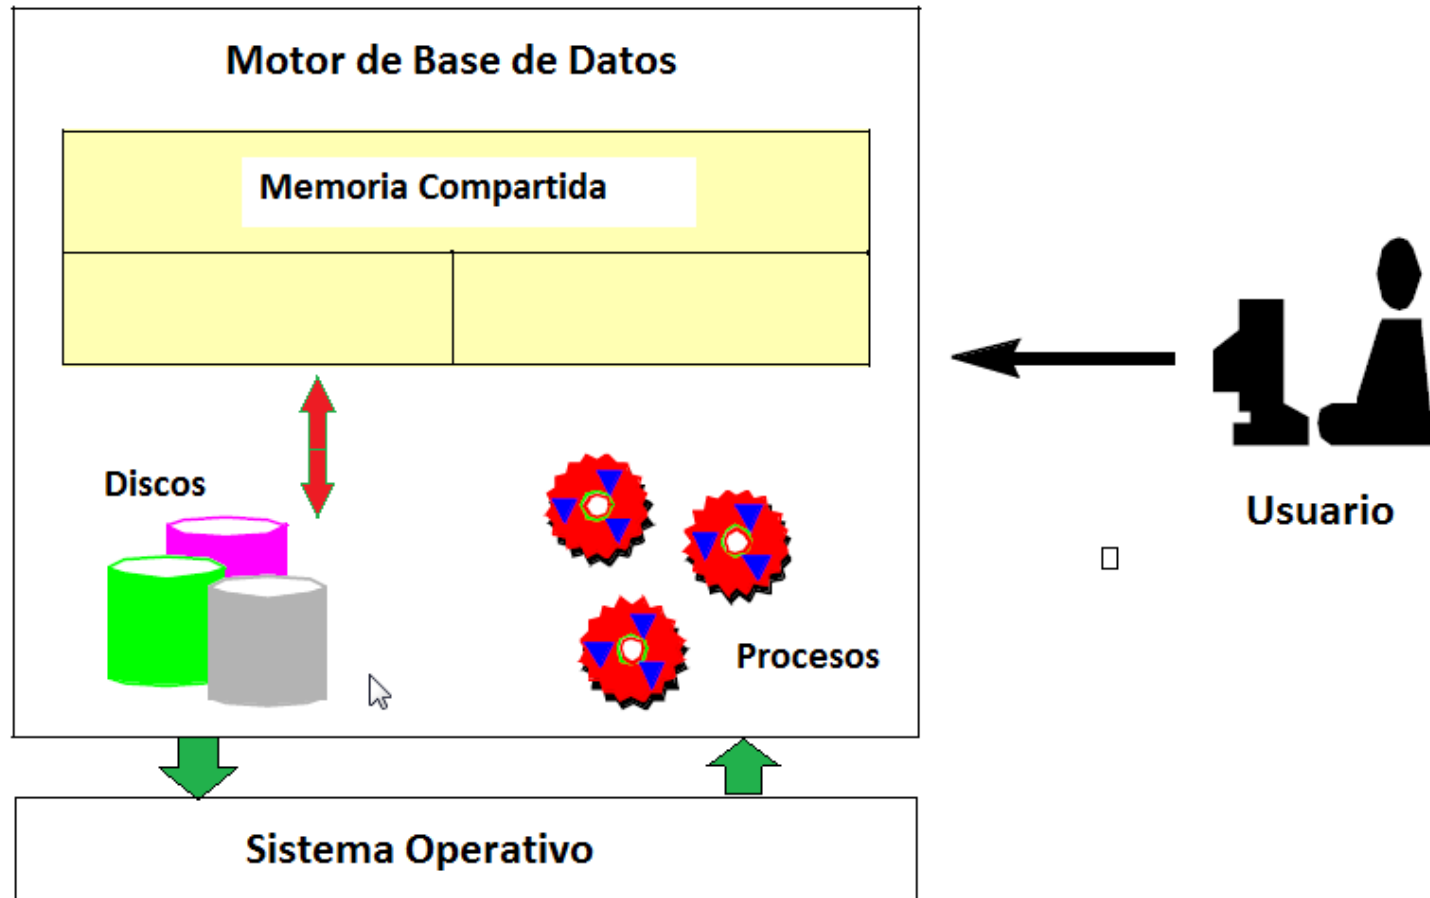 Motor de Base de Datos
Memoria Compartida
Discos
Procesos
Usuario
Sistema Operativo